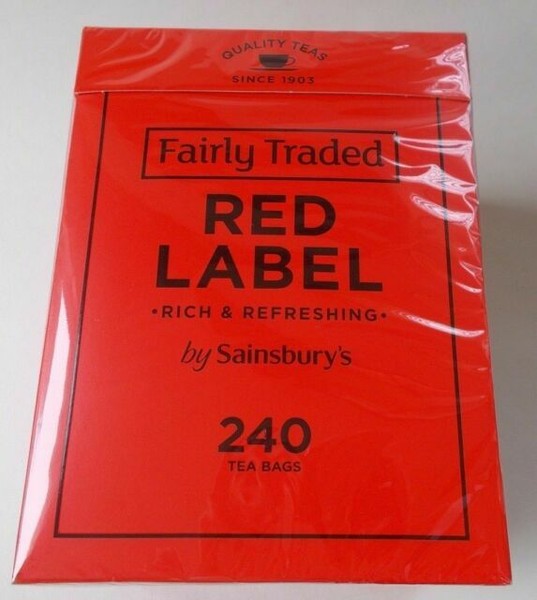 QUALITY TEAS
SINCE 1903
Fairly Traded
RED
LABEL
•RICH & REFRESHING•
by Sainsbury's
240
TEA BAGS